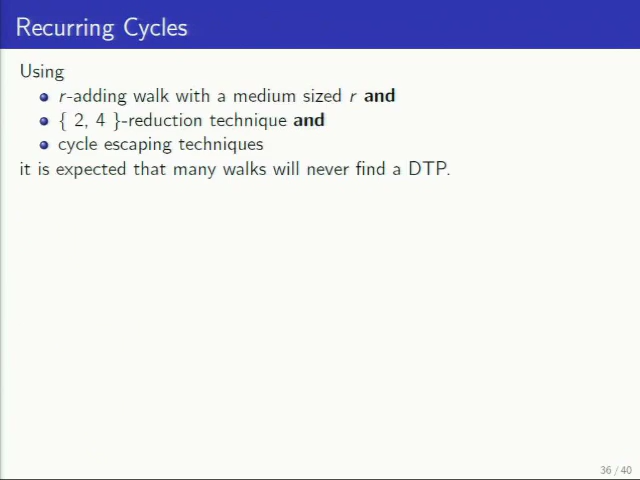 Recurring Cycles
Using
r-adding walk with a medium sized r and
{ 2, 4 }-reduction technique and
cycle escaping techniques
it is expected that many walks will never find a DTP.
36 / 40